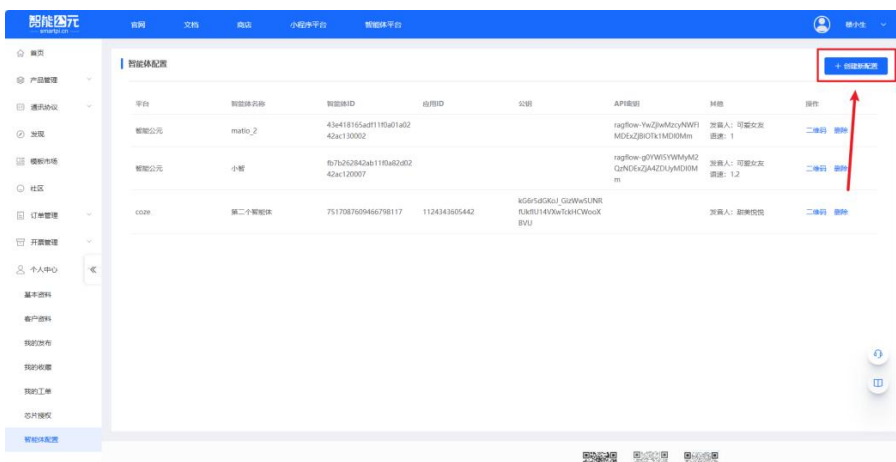 智能图元
smartpi.cn
官网 文档 商店 小程序平台 智能体平台
首页
产品管理
通讯协议
发现
模板市场
社区
订单管理
开票管理
个人中心
基本资料
客户资料
我的发布
我的收藏
我的工单
芯片授权
智能体配置
智能体配置
+ 创建新配置
平台 智能体名称 智能体ID 应用ID 公钥 API密钥 其他 操作
智能公元 matio_2 43e418165adf11f0a01a02 ragflow-YwZjIwMzcyNWFl 发音人：可爱女友 二维码 删除
42ac130002 MDExZjBiOTk1MDI0Mm 语速：1
智能公元 小智 fb7b262842ab11f0a82d02 ragflow-g0YWI5YWMyM2 发音人：可爱女友 二维码 删除
42ac120007 QzNDExZjA4ZDUyMDI0M 语速：1.2
m
coze 第二个智能体 7517087609466798117 1124343605442 发音人：甜美悦悦 二维码 删除
BVU